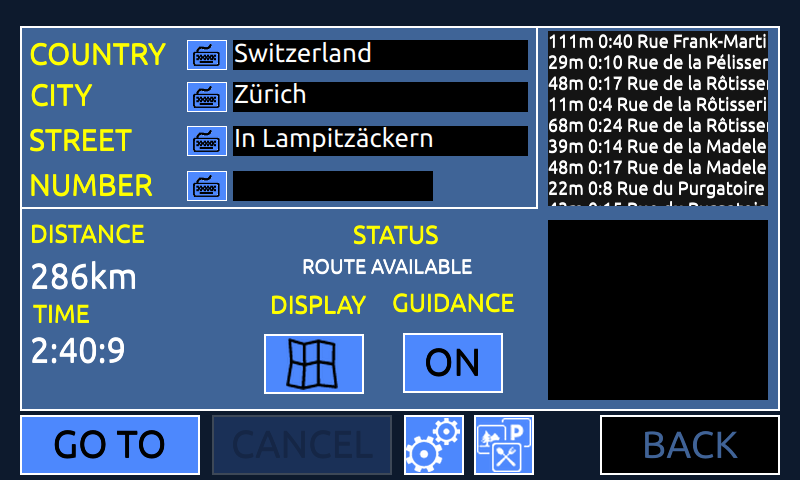 COUNTRY
Switzerland
CITY
Zürich
STREET
In Lampitzäckern
NUMBER
111m 0:40 Rue Frank-Marti
29m 0:10 Rue de la Pélisser
48m 0:17 Rue de la Rôtisse
11m 0:4 Rue de la Rôtisseri
68m 0:24 Rue de la Rôtisse
39m 0:14 Rue de la Madele
48m 0:17 Rue de la Madele
22m 0:8 Rue du Purgatoire
DISTANCE
286km
TIME
2:40:9
STATUS
ROUTE AVAILABLE
DISPLAY
GUIDANCE
ON
GO TO
CANCEL
P
BACK